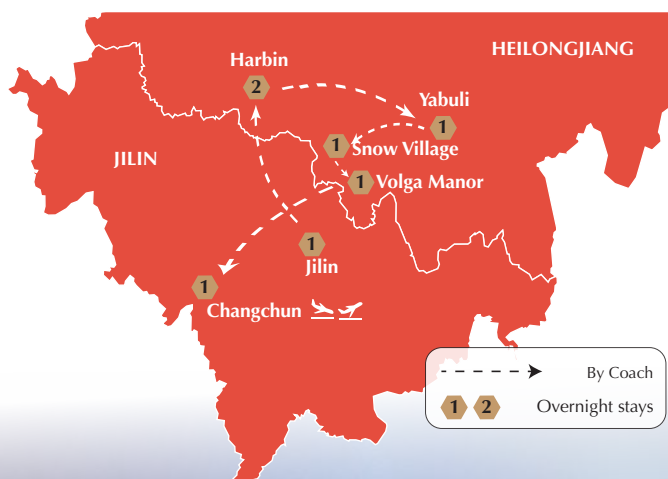 HEILONGJIANG
Harbin
2
Yabuli
1
1
Snow Village
JILIN
1
Volga Manor
1
Jilin
1
Changchun
By Coach
1 2
Overnight stays